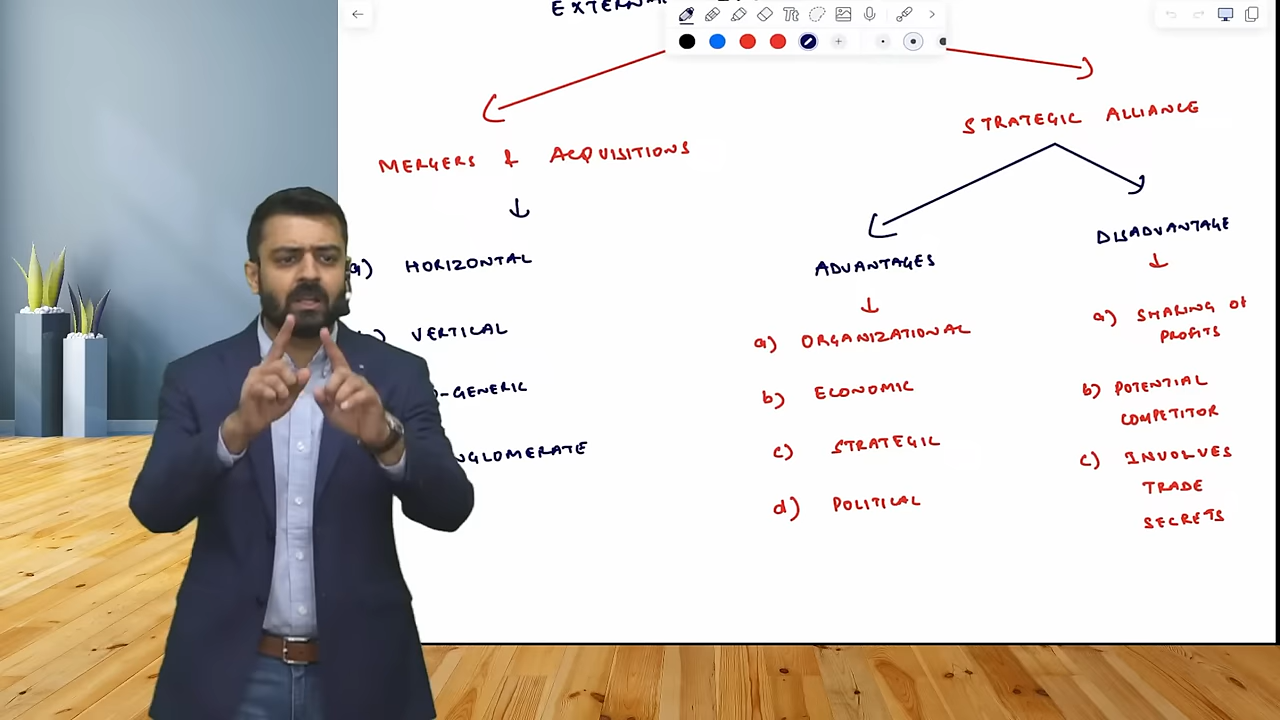 MERGERS & ACQUISITIONS
↓
a) HORIZONTAL
VERTICAL
-GENERIC
NGLOMERATE
STRATEGIC ALLIANCE
ADVANTAGES
↓
a) ORGANIZATIONAL
b) ECONOMIC
c) STRATEGIC
d) POLITICAL
DISADVANTAGE
↓
a) SHARING OF
PROFITS
b) POTENTIAL
COMPETITOR
c) INVOLVES
TRADE
SECRETS